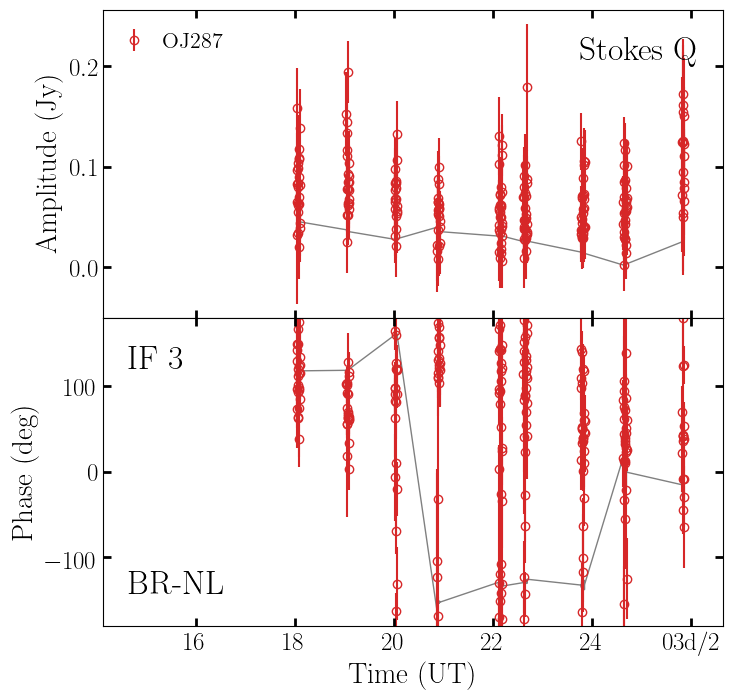 OJ287
Stokes Q
0.2
0.1
0.0
Amplitude (Jy)
IF 3
100
0
−100
Phase (deg)
BR-NL
16 18 20 22 24 03d/2
Time (UT)